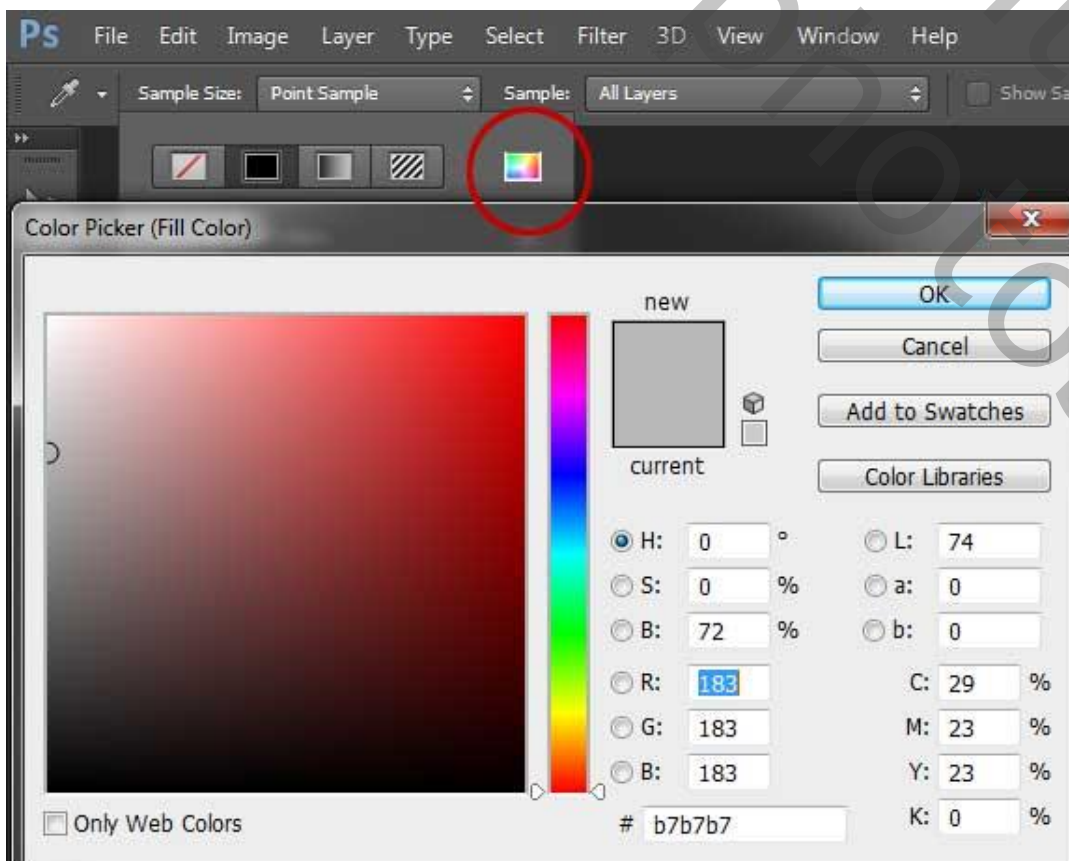 Ps File Edit Image Layer Type Select Filter 3D View Window Help
Sample Size: Point Sample Sample: All Layers Show Sa
Color Picker (Fill Color)
new
OK
Cancel
Add to Swatches
current
Color Libraries
H: 0 ° L: 74
S: 0 % a: 0
B: 72 % b: 0
R: 183 C: 29 %
G: 183 M: 23 %
B: 183 Y: 23 %
Only Web Colors # b7b7b7 K: 0 %